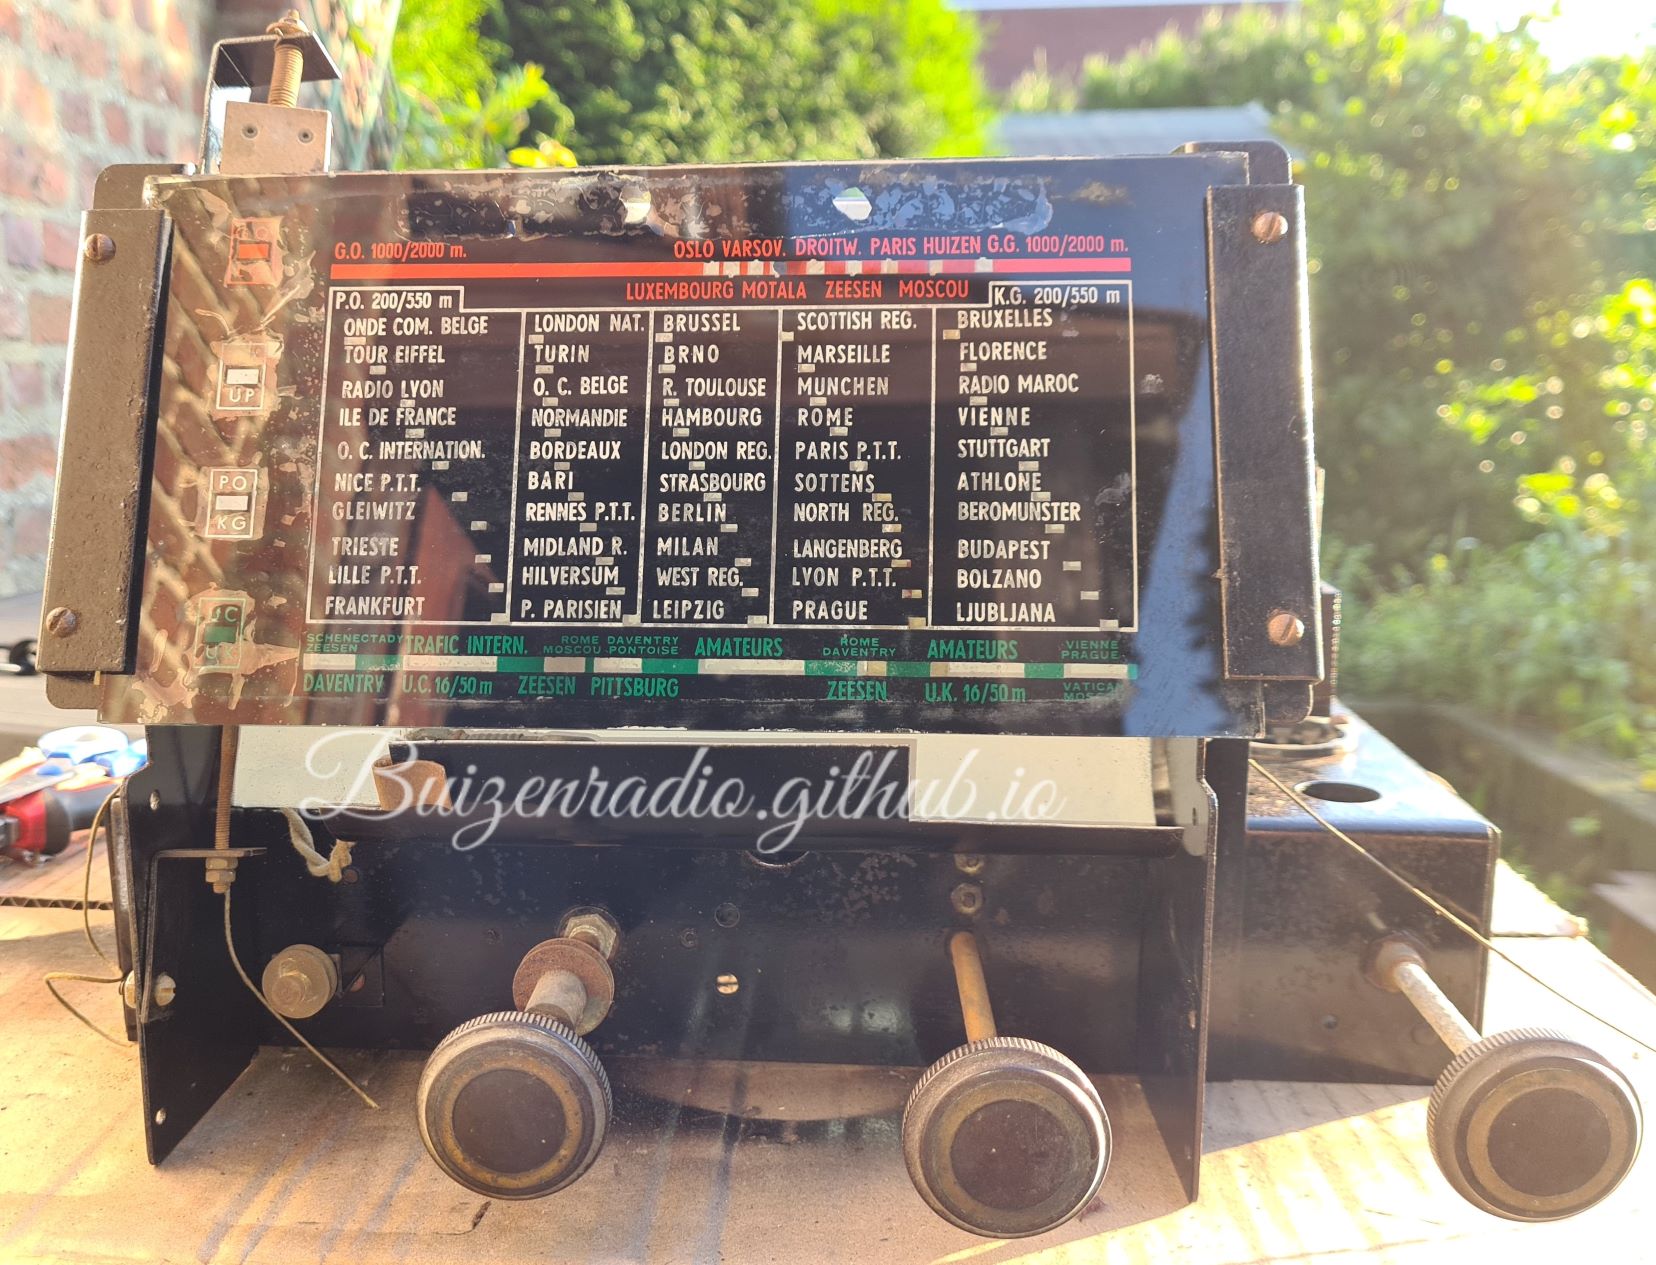 G.O. 1000/2000 m. OSLO VARSOV. DROITW. PARIS HUIZEN G.G. 1000/2000 m.
LUXEMBOURG MOTALA ZEESEN MOSCOU
P.O. 200/550 m K.G. 200/550 m
ONDE COM. BELGE LONDON NAT. BRUSSEL SCOTTISH REG. BRUXELLES
TOUR EIFFEL TURIN BRNO MARSEILLE FLORENCE
UP
RADIO LYON O. C. BELGE R. TOULOUSE MUNCHEN RADIO MAROC
ILE DE FRANCE NORMANDIE HAMBOURG ROME VIENNE
O. C. INTERNATION. BORDEAUX LONDON REG. PARIS P.T.T. STUTTGART
PO
NICE P.T.T. BARI STRASBOURG SOTTENS ATHLONE
KG
GLEIWITZ RENNES P.T.T. BERLIN NORTH REG. BEROMUNSTER
TRIESTE MIDLAND R. MILAN LANGENBERG BUDAPEST
LILLE P.T.T. HILVERSUM WEST REG. LYON P.T.T. BOLZANO
FRANKFURT P. PARISIEN LEIPZIG PRAGUE LJUBLJANA
UC
UK
SCHENECTADY ZEESEN TRAFIC INTERN. ROME DAVENTRY MOSCOU PONTOISE AMATEURS ROME DAVENTRY AMATEURS VIENNE PRAGUE
DAVENTRY U.C. 16/50 m ZEESEN PITTSBURG ZEESEN U.K. 16/50 m
Buizenradio.github.io